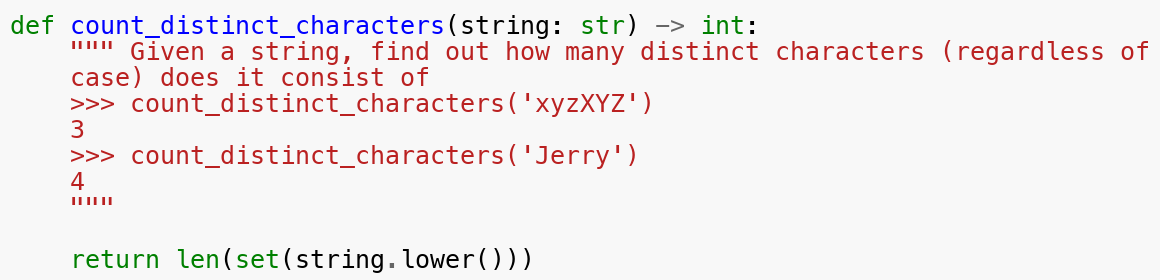 def count_distinct_characters(string: str) -> int:
    """ Given a string, find out how many distinct characters (regardless of
    case) does it consist of
    >>> count_distinct_characters('xyzXYZ')
    3
    >>> count_distinct_characters('Jerry')
    4
    """

    return len(set(string.lower()))